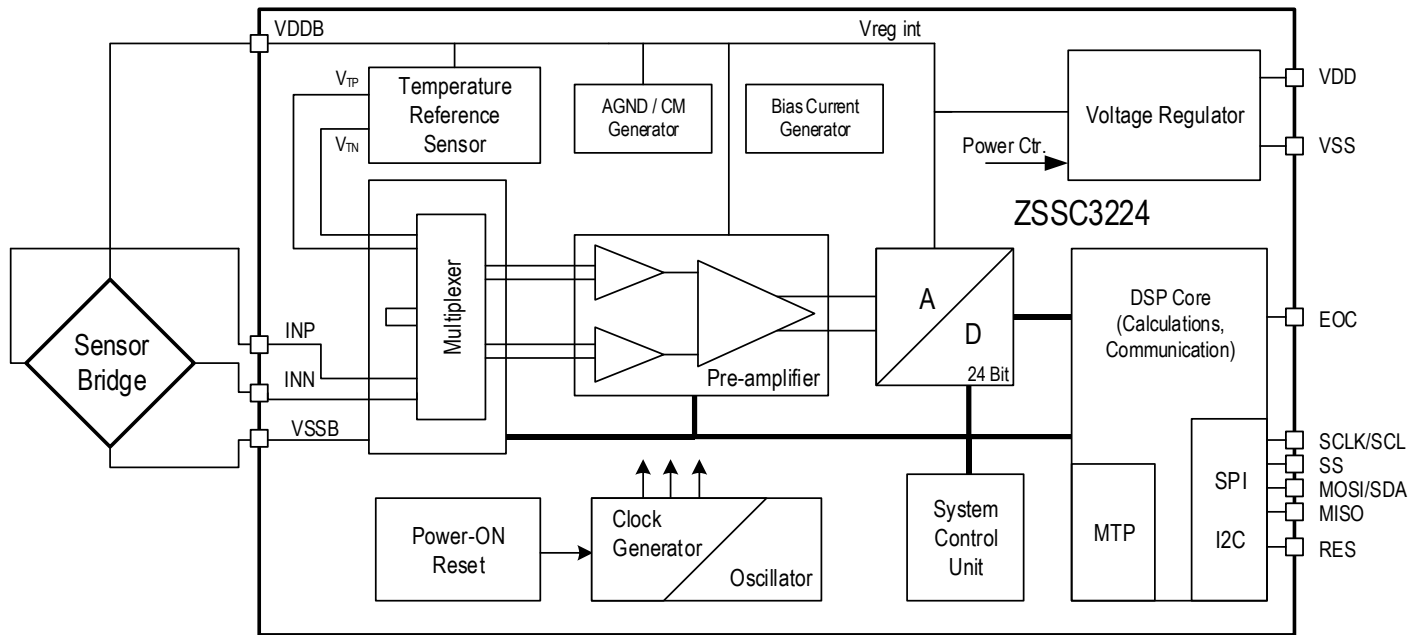 VDDB
Vreg int
VTP
Temperature
Reference
Sensor
AGND / CM
Generator
Bias Current
Generator
Voltage Regulator
VDD
VTN
Power Ctr.
VSS
ZSSC3224
Multiplexer
A
D
24 Bit
DSP Core
(Calculations,
Communication)
EOC
Sensor
Bridge
INP
INN
VSSB
Pre-amplifier
SCLK/SCL
SS
MOSI/SDA
MISO
RES
SPI
I2C
MTP
Power-ON
Reset
Clock
Generator
Oscillator
System
Control
Unit